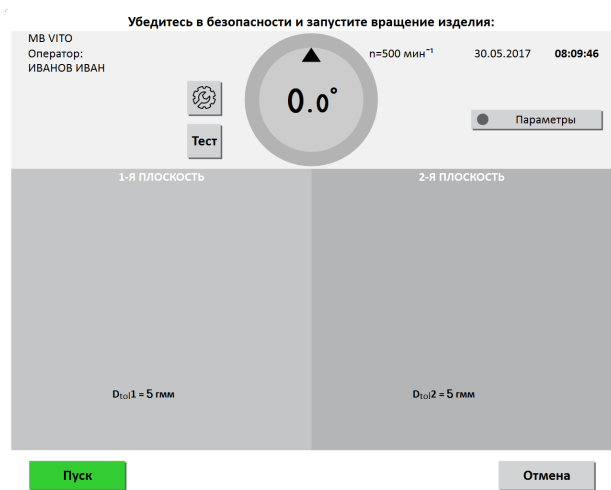 Убедитесь в безопасности и запустите вращение изделия:
MB VITO
Оператор:
ИВАНОВ ИВАН
n=500 мин⁻¹
30.05.2017
08:09:46
0.0°
Параметры
Тест
1-Я ПЛОСКОСТЬ
2-Я ПЛОСКОСТЬ
Dtol1 = 5 гмм
Dtol2 = 5 гмм
Пуск
Отмена